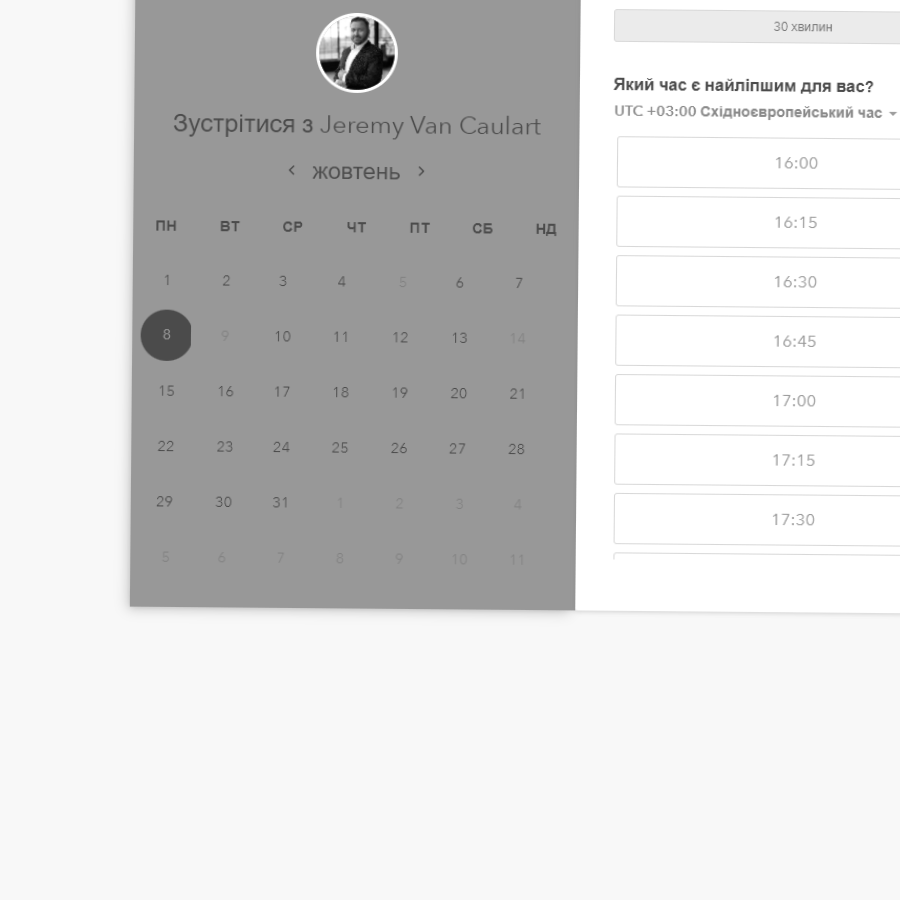 Зустрітися з Jeremy Van Caulart
жовтень
ПН ВТ СР ЧТ ПТ СБ НД
1 2 3 4 5 6 7
8 9 10 11 12 13 14
15 16 17 18 19 20 21
22 23 24 25 26 27 28
29 30 31 1 2 3 4
5 6 7 8 9 10 11
30 хвилин
Який час є найліпшим для вас?
UTC +03:00 Східноєвропейський час
16:00
16:15
16:30
16:45
17:00
17:15
17:30